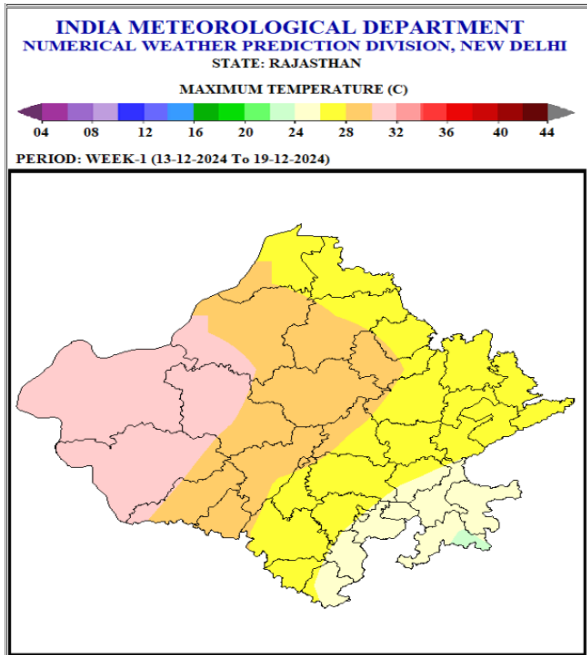 INDIA METEOROLOGICAL DEPARTMENT
NUMERICAL WEATHER PREDICTION DIVISION, NEW DELHI
STATE: RAJASTHAN
MAXIMUM TEMPERATURE (C)
04 08 12 16 20 24 28 32 36 40 44
PERIOD: WEEK-1 (13-12-2024 To 19-12-2024)